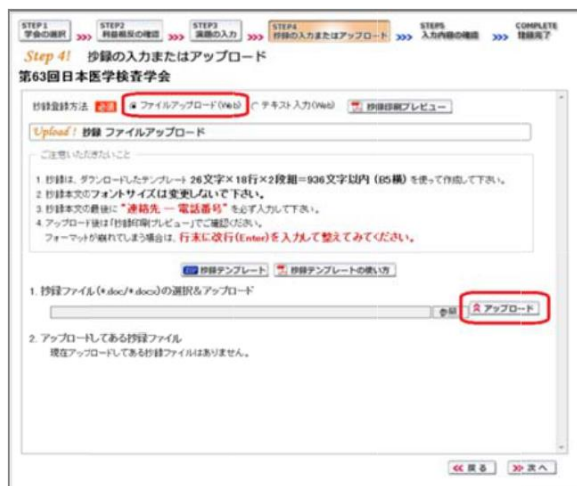 STEP1
学会の選択
STEP2
利益相反の確認
STEP3
演題の入力
STEP4
抄録の入力またはアップロード
STEP5
入力内容の確認
COMPLETE
登録完了
Step 4! 抄録の入力またはアップロード
第63回日本医学検査学会
抄録登録方法 必須 ファイルアップロード(Web) テキスト入力(Web) 抄録印刷プレビュー
Upload! 抄録 ファイルアップロード
ご注意いただきたいこと
1. 抄録は、ダウンロードしたテンプレート 26文字×18行×2段組=936文字以内 (B5横) を使って作成して下さい。
2. 抄録本文のフォントサイズは変更しないで下さい。
3. 抄録本文の最後に "連絡先 ― 電話番号" を必ず入力して下さい。
4. アップロード後は「抄録印刷プレビュー」でご確認ください。
フォーマットが崩れてしまう場合は、行末に改行(Enter)を入力して整えてみてください。
抄録テンプレート 抄録テンプレートの使い方
1. 抄録ファイル(*.doc/*.docx)の選択&アップロード
参照 アップロード
2. アップロードしてある抄録ファイル
現在アップロードしてある抄録ファイルはありません。
戻る 次へ